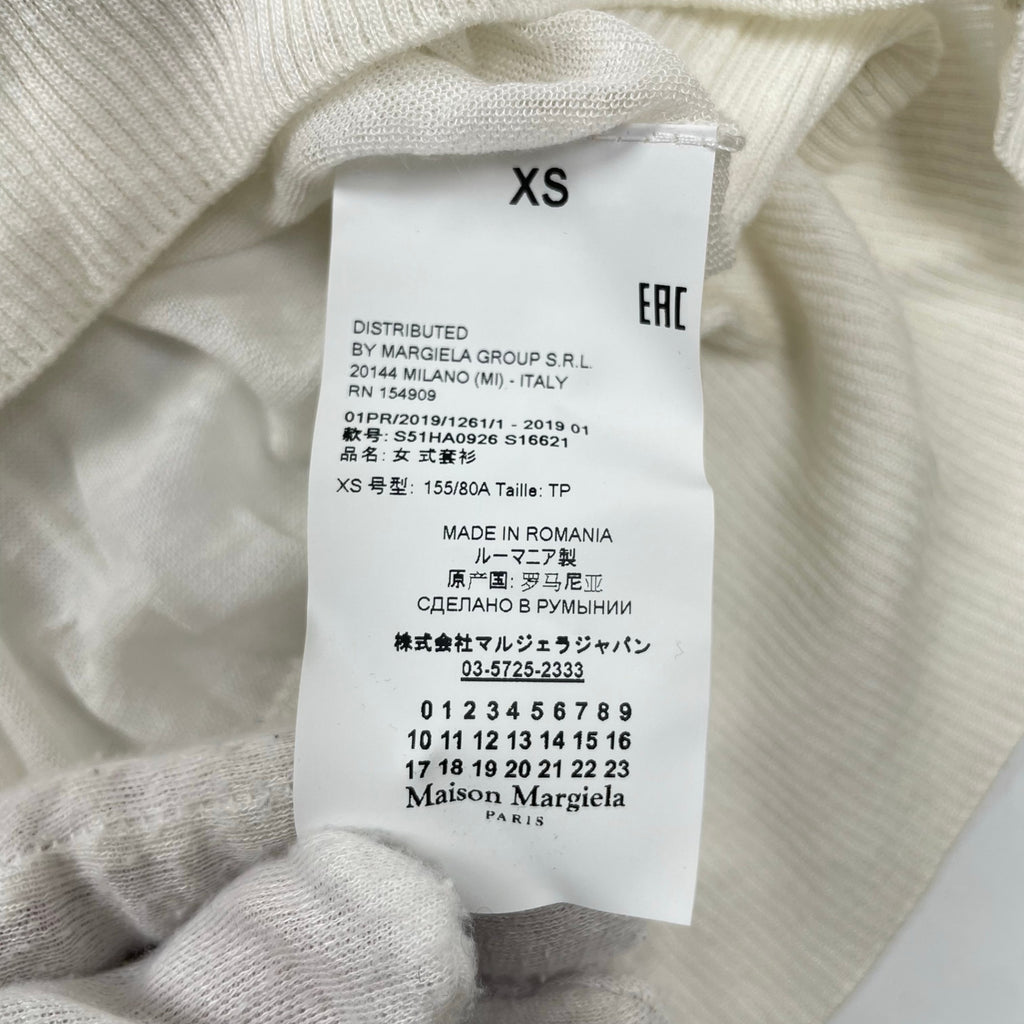 XS
EAC
DISTRIBUTED
BY MARGIELA GROUP S.R.L.
20144 MILANO (MI) - ITALY
RN 154909
01PR/2019/1261/1 - 2019 01
款号: S51HA0926 S16621
品名: 女 式套衫
XS 号型: 155/80A Taille: TP
MADE IN ROMANIA
ルーマニア製
原产国: 罗马尼亚
СДЕЛАНО В РУМЫНИИ
株式会社マルジェラジャパン
03-5725-2333
0 1 2 3 4 5 6 7 8 9
10 11 12 13 14 15 16
17 18 19 20 21 22 23
Maison Margiela
PARIS